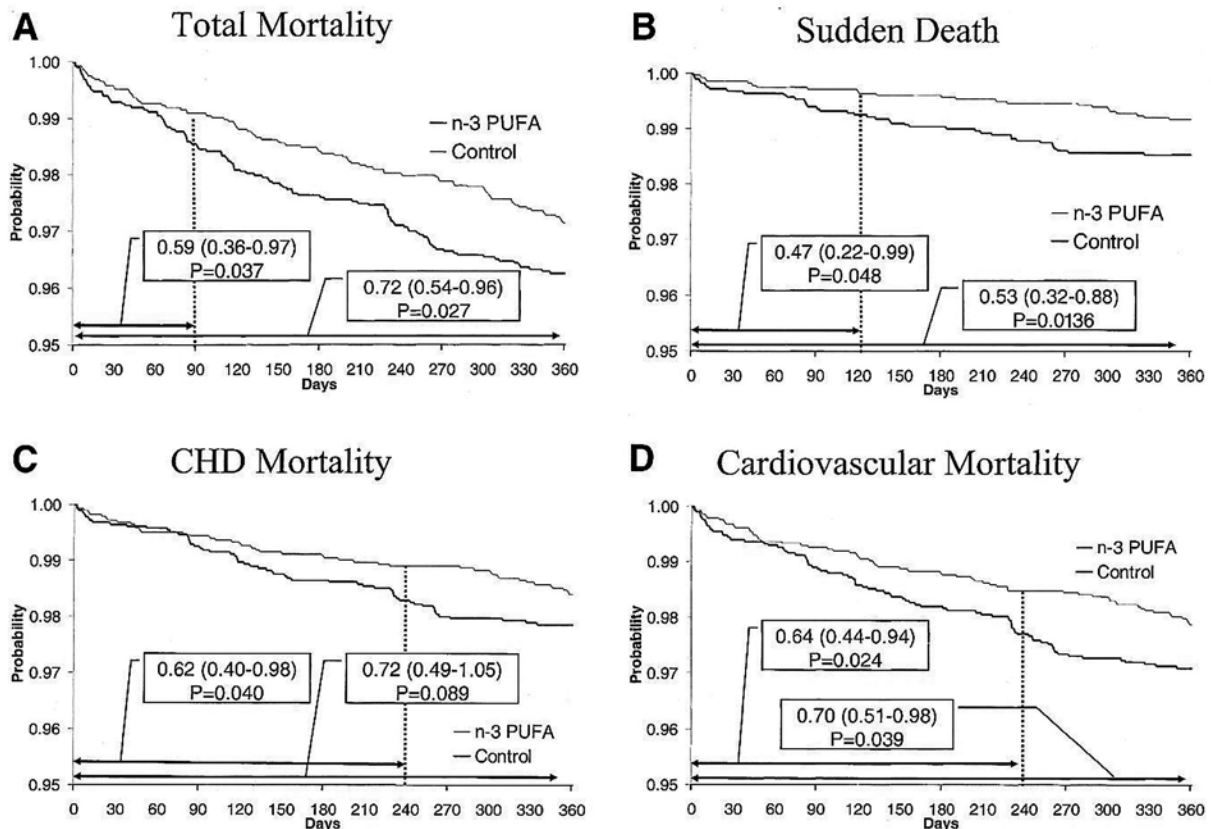 A Total Mortality
1.00
0.99
0.98
0.97
0.96
0.95
Probability
n-3 PUFA
Control
0.59 (0.36-0.97)
P=0.037
0.72 (0.54-0.96)
P=0.027
0 30 60 90 120 150 180 210 240 270 300 330 360
Days
B Sudden Death
1.00
0.99
0.98
0.97
0.96
0.95
Probability
n-3 PUFA
Control
0.47 (0.22-0.99)
P=0.048
0.53 (0.32-0.88)
P=0.0136
0 30 60 90 120 150 180 210 240 270 300 330 360
Days
C CHD Mortality
1.00
0.99
0.98
0.97
0.96
0.95
Probability
0.62 (0.40-0.98)
P=0.040
0.72 (0.49-1.05)
P=0.089
n-3 PUFA
Control
0 30 60 90 120 150 180 210 240 270 300 330 360
Days
D Cardiovascular Mortality
1.00
0.99
0.98
0.97
0.96
0.95
Probability
n-3 PUFA
Control
0.64 (0.44-0.94)
P=0.024
0.70 (0.51-0.98)
P=0.039
0 30 60 90 120 150 180 210 240 270 300 330 360
Days